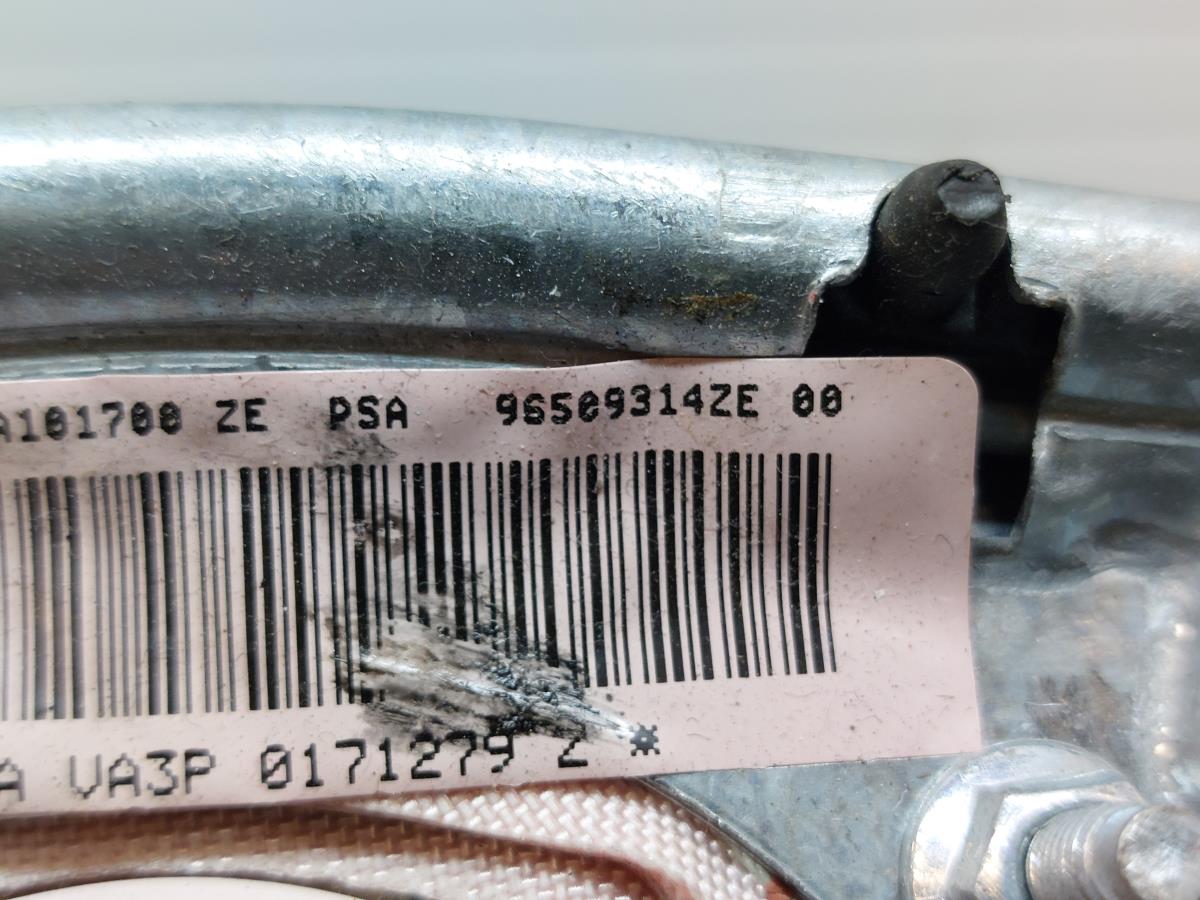 A101700 ZE PSA 96509314ZE 00
A VA3P 0171279 Z *